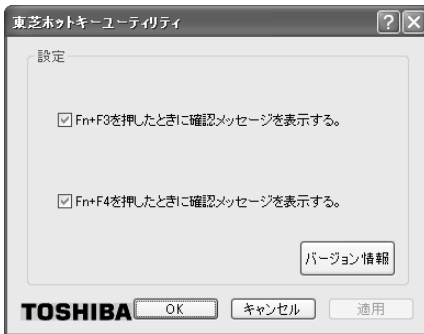 東芝ホットキーユーティリティ
設定
Fn+F3を押したときに確認メッセージを表示する。
Fn+F4を押したときに確認メッセージを表示する。
バージョン情報
TOSHIBA OK キャンセル 適用